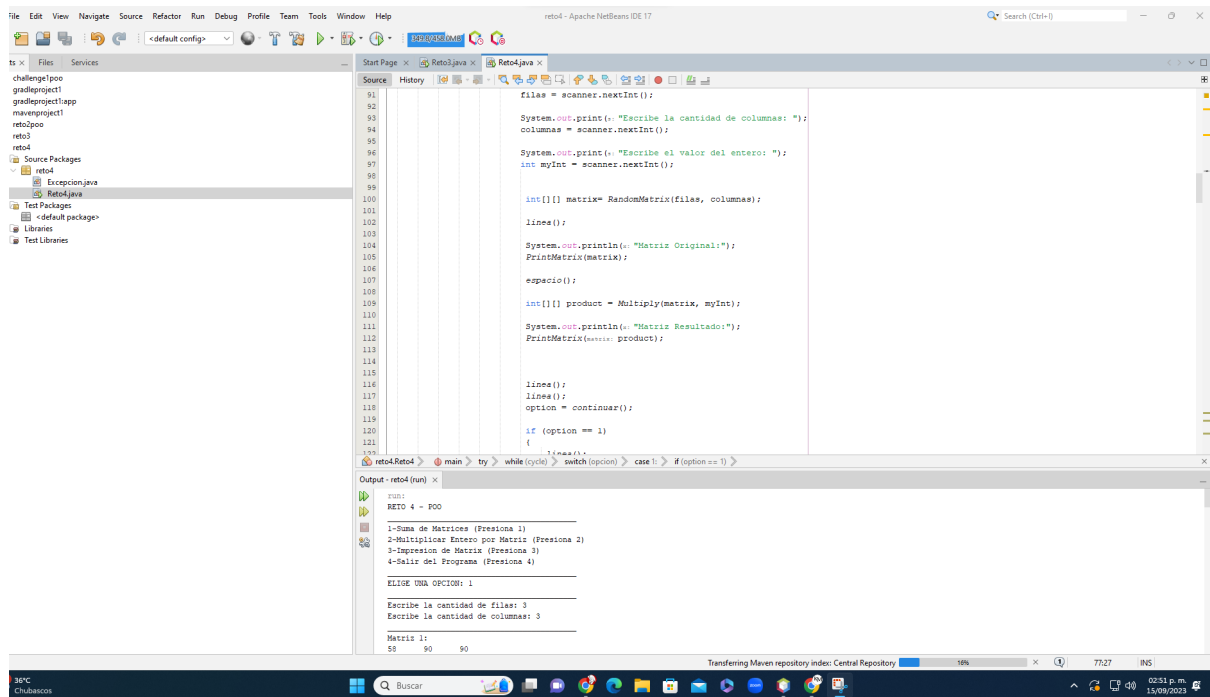 File Edit View Navigate Source Refactor Run Debug Profile Team Tools Window Help
reto4 - Apache NetBeans IDE 17
Search (Ctrl+I)
<default config>
ts × Files Services
Start Page × Reto3.java × Reto4.java ×
Source History
challenge1poo
gradleproject1
gradleproject1:app
mavenproject1
reto2poo
reto3
reto4
Source Packages
reto4
Excepcion.java
Reto4.java
Test Packages
<default package>
Libraries
Test Libraries
91 filas = scanner.nextInt();
92
93 System.out.print(s: "Escribe la cantidad de columnas: ");
94 columnas = scanner.nextInt();
95
96 System.out.print(s: "Escribe el valor del entero: ");
97 int myInt = scanner.nextInt();
98
99
100 int[][] matrix= RandomMatrix(filas, columnas);
101
102 linea();
103
104 System.out.println(x: "Matriz Original:");
105 PrintMatrix(matrix);
106
107 espacio();
108
109 int[][] product = Multiply(matrix, myInt);
110
111 System.out.println(x: "Matriz Resultado:");
112 PrintMatrix(matrix: product);
113
114
115
116 linea();
117 linea();
118 option = continuar();
119
120 if (option == 1)
121 {
122 linea();
reto4.Reto4 main try while (cycle) switch (opcion) case 1: if (option == 1)
Output - reto4 (run) ×
run:
RETO 4 - POO
1-Suma de Matrices (Presiona 1)
2-Multiplicar Entero por Matriz (Presiona 2)
3-Impresion de Matrix (Presiona 3)
4-Salir del Programa (Presiona 4)
ELIGE UNA OPCION: 1
Escribe la cantidad de filas: 3
Escribe la cantidad de columnas: 3
Matriz 1:
58 90 90
Transferring Maven repository index: Central Repository 16% 77:27 INS
36°C
Chubascos
Buscar
02:51 p. m.
15/09/2023